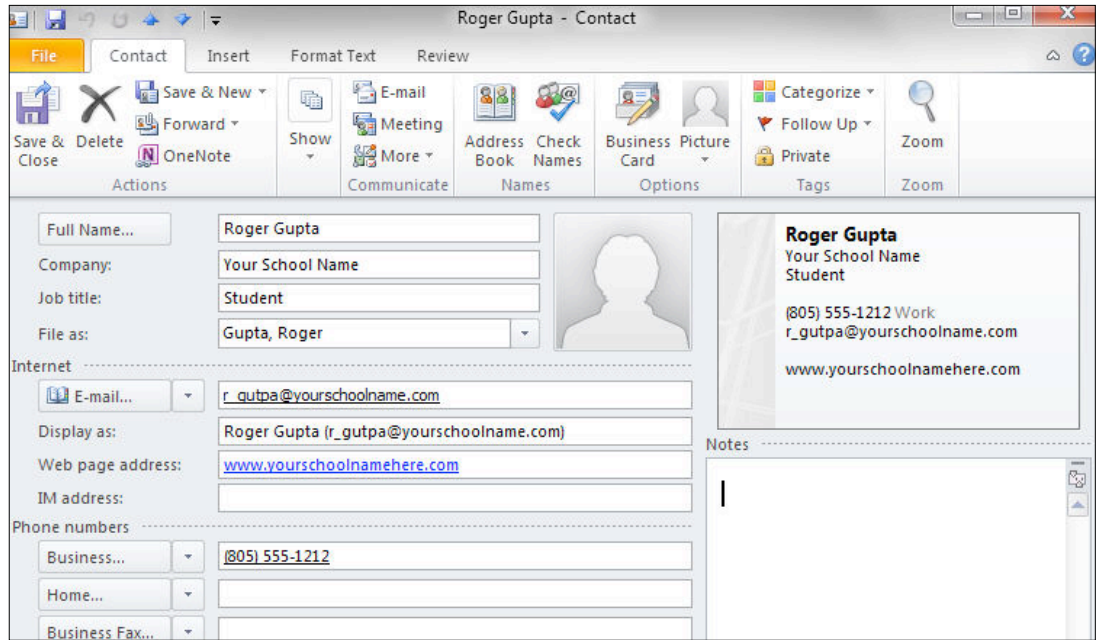 Roger Gupta - Contact
File Contact Insert Format Text Review
Save & Close
Delete
Save & New
Forward
OneNote
Actions
Show
E-mail
Meeting
More
Communicate
Address Book
Check Names
Names
Business Card
Picture
Options
Categorize
Follow Up
Private
Tags
Zoom
Zoom
Full Name... Roger Gupta
Company: Your School Name
Job title: Student
File as: Gupta, Roger
Internet
E-mail... r_gutpa@yourschoolname.com
Display as: Roger Gupta (r_gutpa@yourschoolname.com)
Web page address: www.yourschoolnamehere.com
IM address:
Phone numbers
Business... (805) 555-1212
Home...
Business Fax...
Roger Gupta
Your School Name
Student
(805) 555-1212 Work
r_gutpa@yourschoolname.com
www.yourschoolnamehere.com
Notes